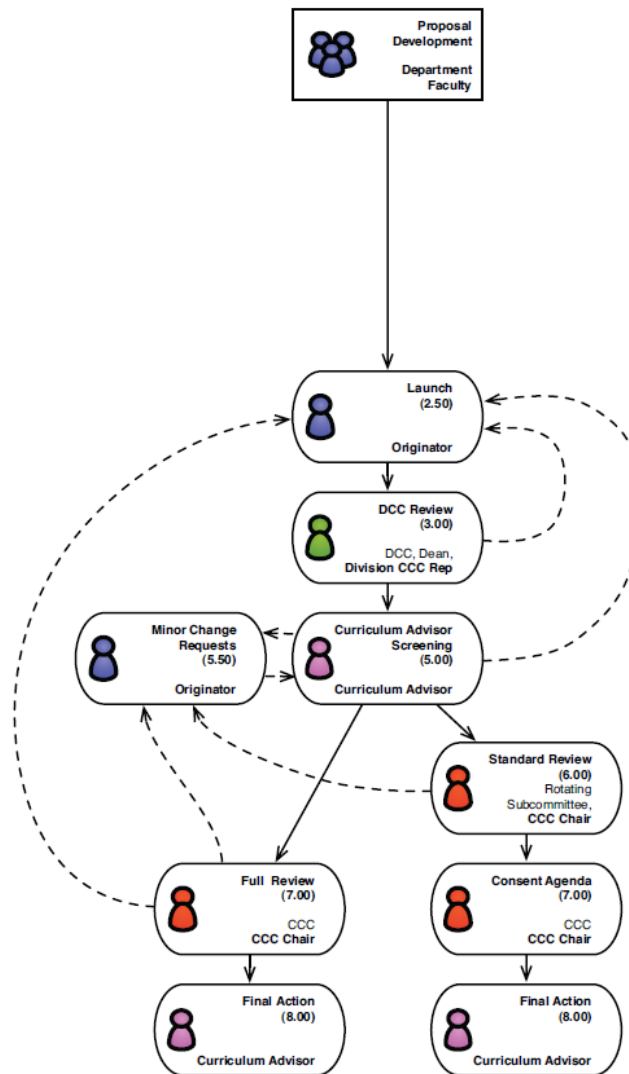 Proposal
Development
Department
Faculty
Launch
(2.50)
Originator
DCC Review
(3.00)
DCC, Dean,
Division CCC Rep
Minor Change
Requests
(5.50)
Originator
Curriculum Advisor
Screening
(5.00)
Curriculum Advisor
Standard Review
(6.00)
Rotating
Subcommittee,
CCC Chair
Full Review
(7.00)
CCC
CCC Chair
Consent Agenda
(7.00)
CCC
CCC Chair
Final Action
(8.00)
Curriculum Advisor
Final Action
(8.00)
Curriculum Advisor